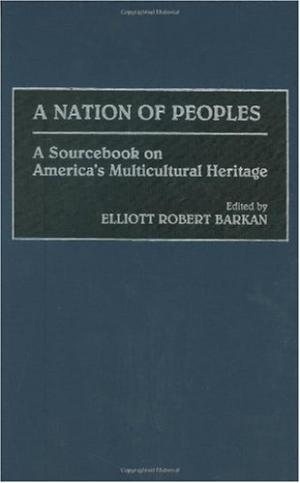 A NATION OF PEOPLES
A Sourcebook on
America's Multicultural Heritage
Edited by
ELLIOTT ROBERT BARKAN